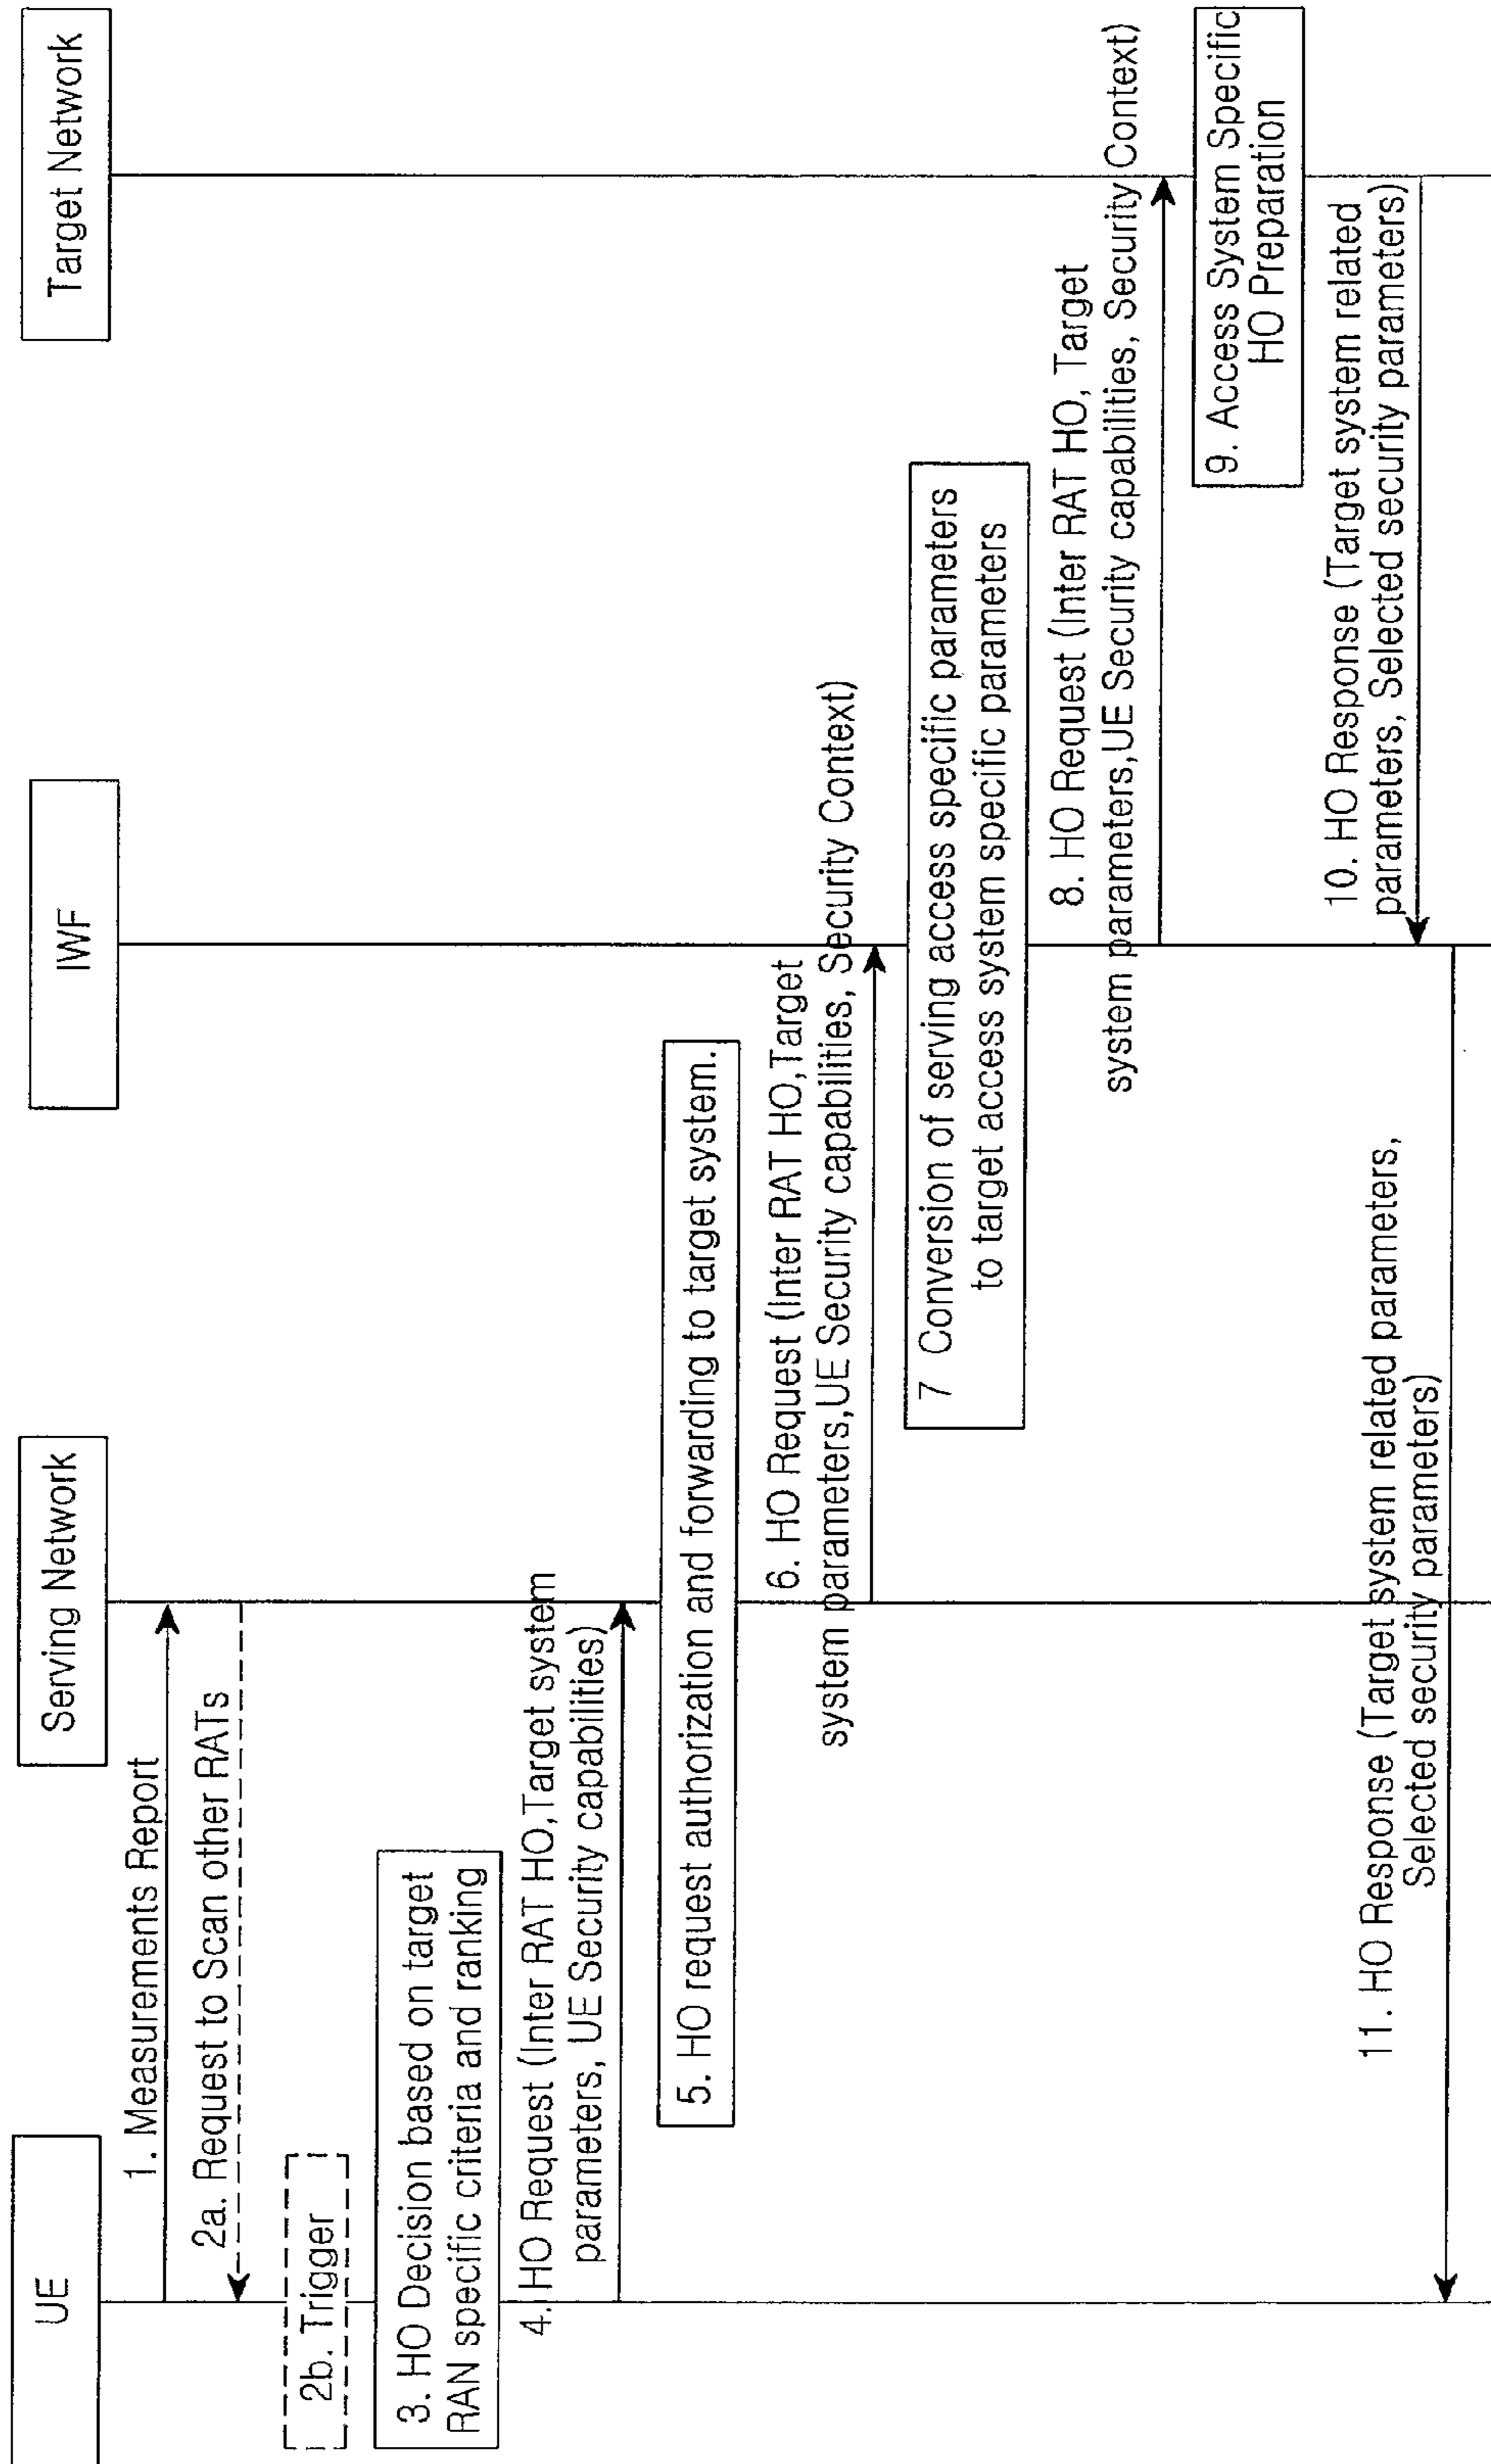 UE
Serving Network
IWF
Target Network
1. Measurements Report
2a. Request to Scan other RATs
2b. Trigger
3. HO Decision based on target
RAN specific criteria and ranking
4. HO Request (Inter RAT HO,Target system
parameters, UE Security capabilities)
5. HO request authorization and forwarding to target system.
6. HO Request (Inter RAT HO,Target
system parameters,UE Security capabilities, Security Context)
7 Conversion of serving access specific parameters
to target access system specific parameters
8. HO Request (Inter RAT HO, Target
system parameters,UE Security capabilities, Security Context)
9. Access System Specific
HO Preparation
10. HO Response (Target system related
parameters, Selected security parameters)
11. HO Response (Target system related parameters,
Selected security parameters)